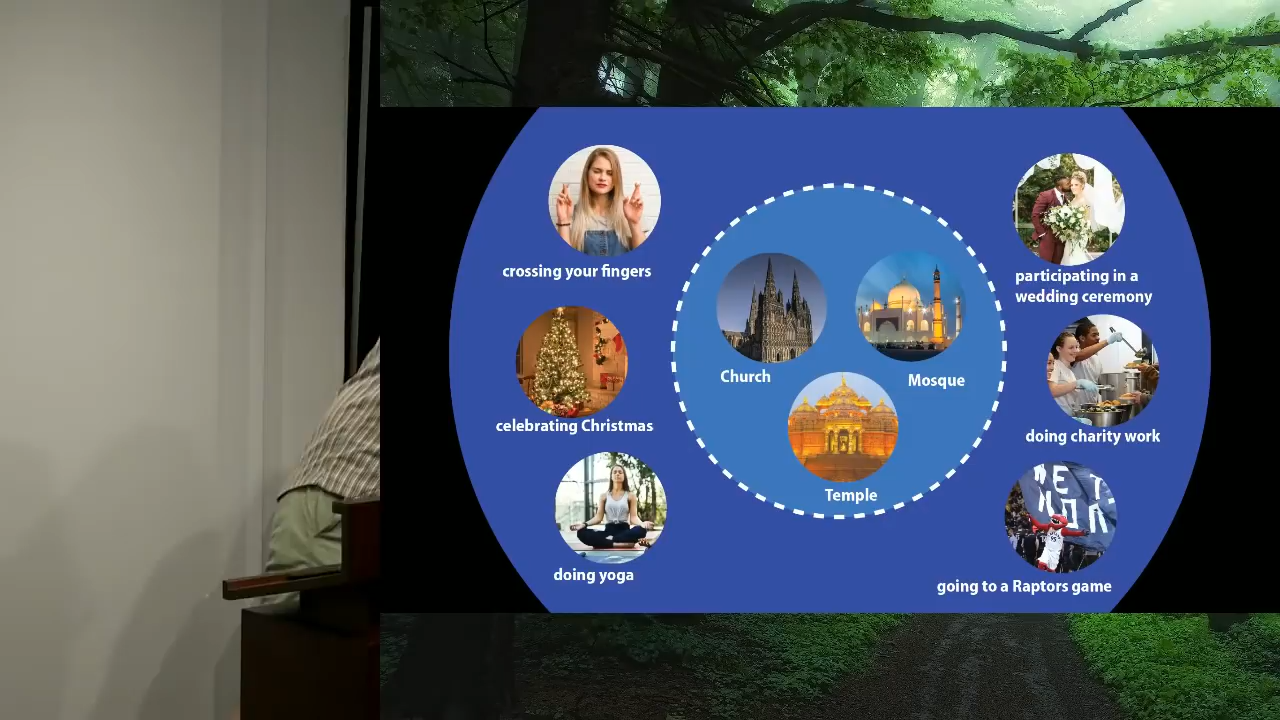 crossing your fingers
celebrating Christmas
doing yoga
Church
Mosque
Temple
participating in a
wedding ceremony
doing charity work
going to a Raptors game